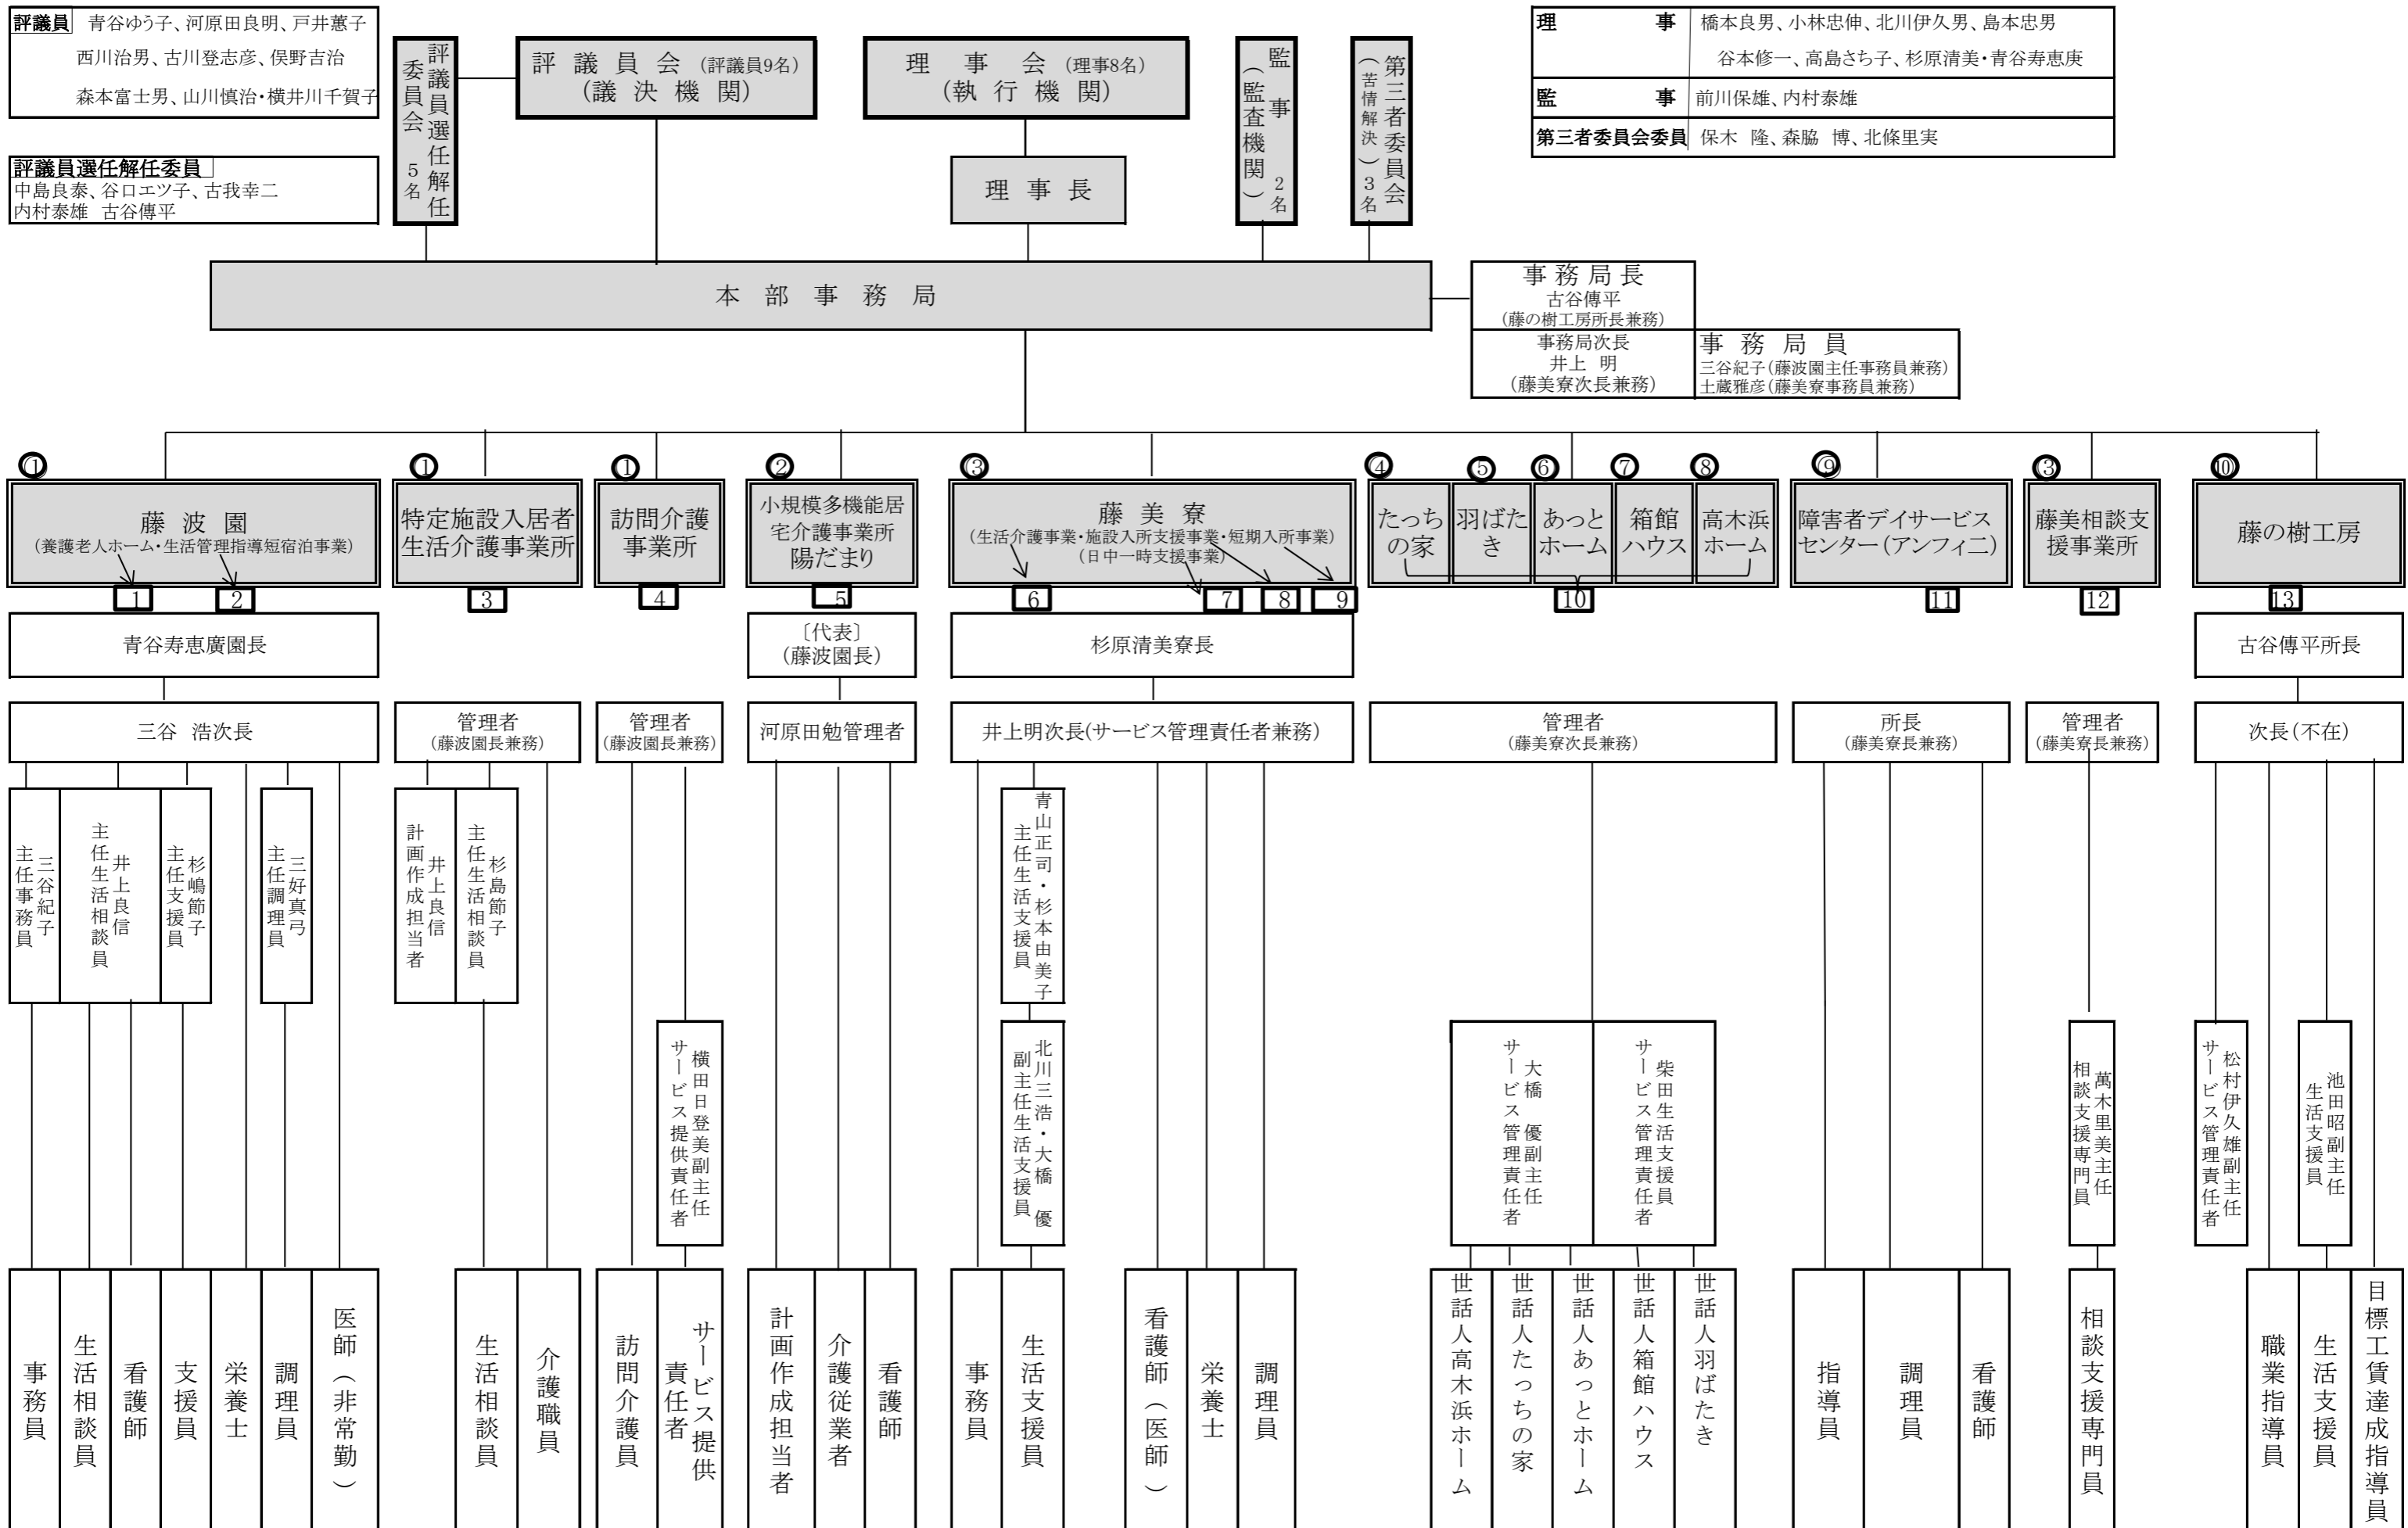 評議員 青谷ゆう子、河原田良明、戸井蕙子
西川治男、古川登志彦、俣野吉治
森本富士男、山川慎治・横井川千賀子
評議員選任解任委員
中島良泰、谷口エツ子、古我幸二
内村泰雄 古谷傳平
評議員選任解任
委員会 5名
評 議 員 会 (評議員9名)
(議 決 機 関)
理 事 会 (理事8名)
(執 行 機 関)
理 事 長
監 事 2名
(監査機関)
第三者委員会
(苦情解決)3名
理 事 橋本良男、小林忠伸、北川伊久男、島本忠男
谷本修一、高島さち子、杉原清美・青谷寿恵庚
監 事 前川保雄、内村泰雄
第三者委員会委員 保木 隆、森脇 博、北條里実
本 部 事 務 局
事 務 局 長
古谷傳平
(藤の樹工房所長兼務)
事務局次長
井上 明
(藤美寮次長兼務)
事 務 局 員
三谷紀子(藤波園主任事務員兼務)
土蔵雅彦(藤美寮事務員兼務)
① ① ① ② ③ ④ ⑤ ⑥ ⑦ ⑧ ⑨ ③ ⑩
藤 波 園
(養護老人ホーム・生活管理指導短宿泊事業)
特定施設入居者
生活介護事業所
訪問介護
事業所
小規模多機能居
宅介護事業所
陽だまり
藤 美 寮
(生活介護事業・施設入所支援事業・短期入所事業)
(日中一時支援事業)
たっち
の家
羽ばた
き
あっと
ホーム
箱館
ハウス
高木浜
ホーム
障害者デイサービス
センター(アンフィ二)
藤美相談支
援事業所
藤の樹工房
1 2 3 4 5 6 7 8 9 10 11 12 13
青谷寿恵廣園長
〔代表〕
(藤波園長)
杉原清美寮長
古谷傳平所長
三谷 浩次長
管理者
(藤波園長兼務)
管理者
(藤波園長兼務)
河原田勉管理者
井上明次長(サービス管理責任者兼務)
管理者
(藤美寮次長兼務)
所長
(藤美寮長兼務)
管理者
(藤美寮長兼務)
次長(不在)
三谷紀子
主任事務員
井上良信
主任生活相談員
杉嶋節子
主任支援員
三好真弓
主任調理員
井上良信
計画作成担当者
杉島節子
主任生活相談員
青山正司・杉本由美子
主任生活支援員
横田日登美副主任
サービス提供責任者
北川三浩・大橋 優
副主任生活支援員
大橋 優副主任
サービス管理責任者
柴田生活支援員
サービス管理責任者
萬木里美主任
相談支援専門員
松村伊久雄副主任
サービス管理責任者
池田昭副主任
生活支援員
事務員
生活相談員
看護師
支援員
栄養士
調理員
医師(非常勤)
生活相談員
介護職員
訪問介護員
サービス提供
責任者
計画作成担当者
介護従業者
看護師
事務員
生活支援員
看護師(医師)
栄養士
調理員
世話人高木浜ホーム
世話人たっちの家
世話人あっとホーム
世話人箱館ハウス
世話人羽ばたき
指導員
調理員
看護師
相談支援専門員
職業指導員
生活支援員
目標工賃達成指導員